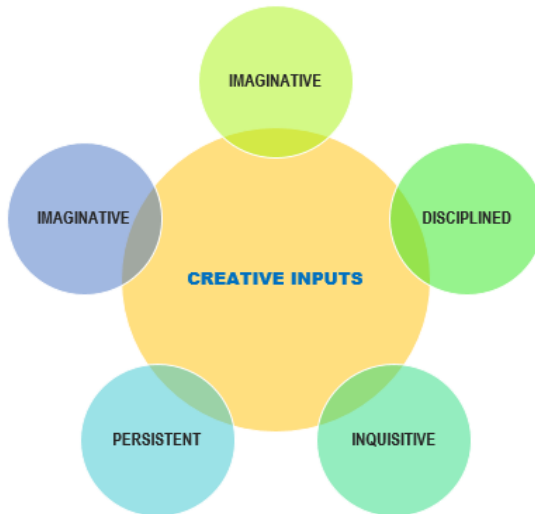 IMAGINATIVE
IMAGINATIVE
DISCIPLINED
CREATIVE INPUTS
PERSISTENT
INQUISITIVE